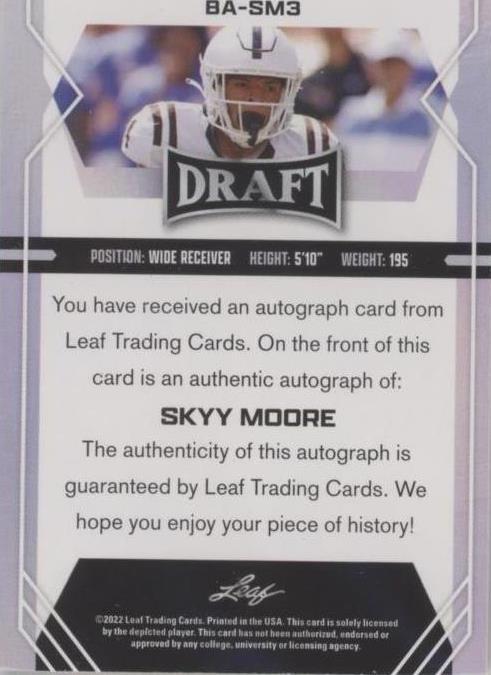 BA-SM3
DRAFT
POSITION: WIDE RECEIVER HEIGHT: 5'10" WEIGHT: 195
You have received an autograph card from
Leaf Trading Cards. On the front of this
card is an authentic autograph of:
SKYY MOORE
The authenticity of this autograph is
guaranteed by Leaf Trading Cards. We
hope you enjoy your piece of history!
Leaf
©2022 Leaf Trading Cards. Printed in the USA. This card is solely licensed
by the depicted player. This card has not been authorized, endorsed or
approved by any college, university or licensing agency.